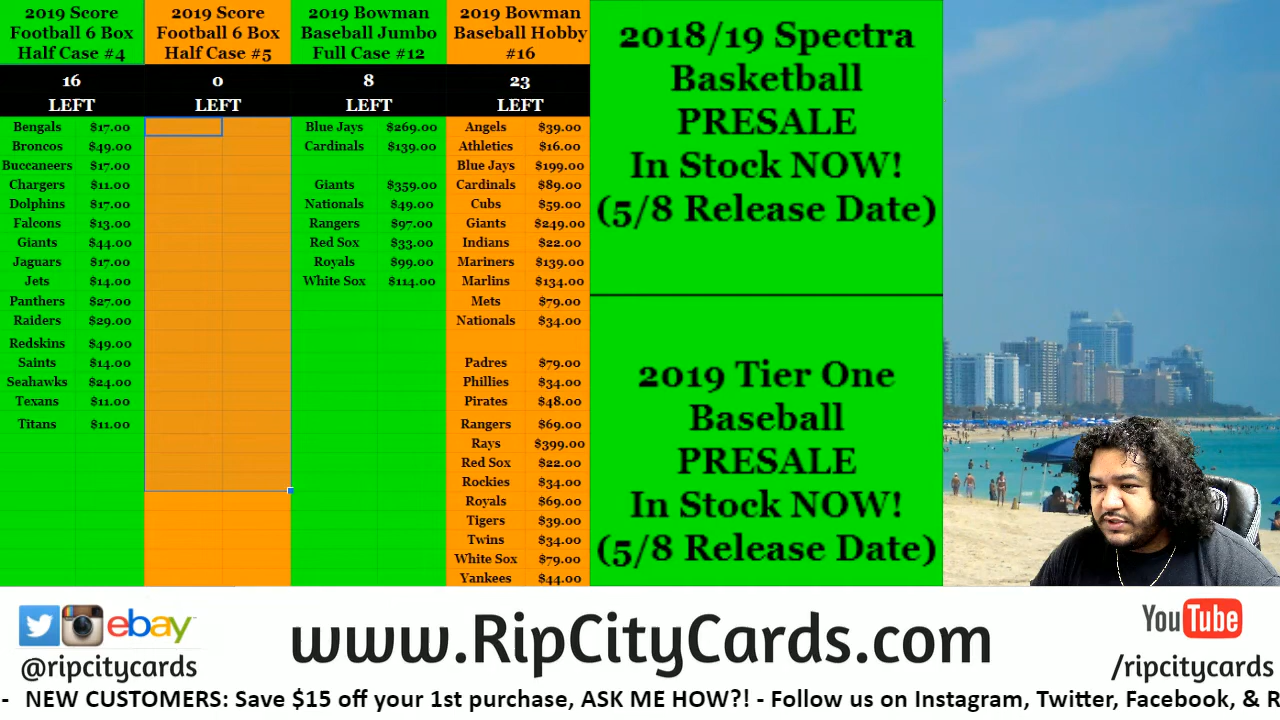 2019 Score
Football 6 Box
Half Case #4
16
LEFT
Bengals $17.00
Broncos $49.00
Buccaneers $17.00
Chargers $11.00
Dolphins $17.00
Falcons $13.00
Giants $44.00
Jaguars $17.00
Jets $14.00
Panthers $27.00
Raiders $29.00
Redskins $49.00
Saints $14.00
Seahawks $24.00
Texans $11.00
Titans $11.00
2019 Score
Football 6 Box
Half Case #5
0
LEFT
2019 Bowman
Baseball Jumbo
Full Case #12
8
LEFT
Blue Jays $269.00
Cardinals $139.00
Giants $359.00
Nationals $49.00
Rangers $97.00
Red Sox $33.00
Royals $99.00
White Sox $114.00
2019 Bowman
Baseball Hobby
#16
23
LEFT
Angels $39.00
Athletics $16.00
Blue Jays $199.00
Cardinals $89.00
Cubs $59.00
Giants $249.00
Indians $22.00
Mariners $139.00
Marlins $134.00
Mets $79.00
Nationals $34.00
Padres $79.00
Phillies $34.00
Pirates $48.00
Rangers $69.00
Rays $399.00
Red Sox $22.00
Rockies $34.00
Royals $69.00
Tigers $39.00
Twins $34.00
White Sox $79.00
Yankees $44.00
2018/19 Spectra
Basketball
PRESALE
In Stock NOW!
(5/8 Release Date)
2019 Tier One
Baseball
PRESALE
In Stock NOW!
(5/8 Release Date)
ebay
@ripcitycards
www.RipCityCards.com
YouTube
/ripcitycards
- NEW CUSTOMERS: Save $15 off your 1st purchase, ASK ME HOW?! - Follow us on Instagram, Twitter, Facebook, & R